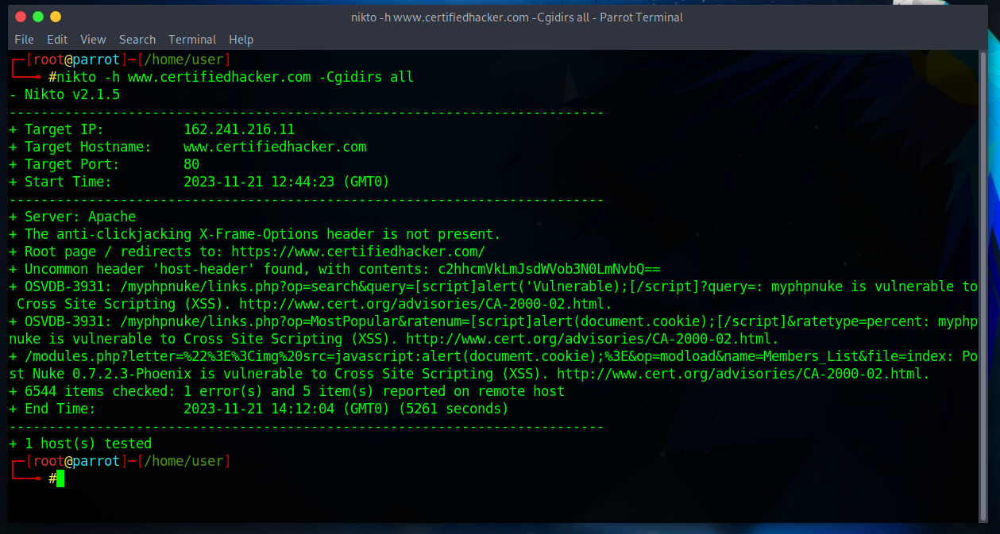 nikto -h www.certifiedhacker.com -Cgidirs all - Parrot Terminal
File Edit View Search Terminal Help
┌─[root@parrot]─[/home/user]
└──╼ #nikto -h www.certifiedhacker.com -Cgidirs all
- Nikto v2.1.5
---------------------------------------------------------------------------
+ Target IP:          162.241.216.11
+ Target Hostname:    www.certifiedhacker.com
+ Target Port:        80
+ Start Time:         2023-11-21 12:44:23 (GMT0)
---------------------------------------------------------------------------
+ Server: Apache
+ The anti-clickjacking X-Frame-Options header is not present.
+ Root page / redirects to: https://www.certifiedhacker.com/
+ Uncommon header 'host-header' found, with contents: c2hhcmVkLmJsdWVob3N0LmNvbQ==
+ OSVDB-3931: /myphpnuke/links.php?op=search&query=[script]alert('Vulnerable);[/script]?query=: myphpnuke is vulnerable to
 Cross Site Scripting (XSS). http://www.cert.org/advisories/CA-2000-02.html.
+ OSVDB-3931: /myphpnuke/links.php?op=MostPopular&ratenum=[script]alert(document.cookie);[/script]&ratetype=percent: myphp
nuke is vulnerable to Cross Site Scripting (XSS). http://www.cert.org/advisories/CA-2000-02.html.
+ /modules.php?letter=%22%3E%3Cimg%20src=javascript:alert(document.cookie);%3E&op=modload&name=Members_List&file=index: Po
st Nuke 0.7.2.3-Phoenix is vulnerable to Cross Site Scripting (XSS). http://www.cert.org/advisories/CA-2000-02.html.
+ 6544 items checked: 1 error(s) and 5 item(s) reported on remote host
+ End Time:           2023-11-21 14:12:04 (GMT0) (5261 seconds)
---------------------------------------------------------------------------
+ 1 host(s) tested
┌─[root@parrot]─[/home/user]
└──╼ #